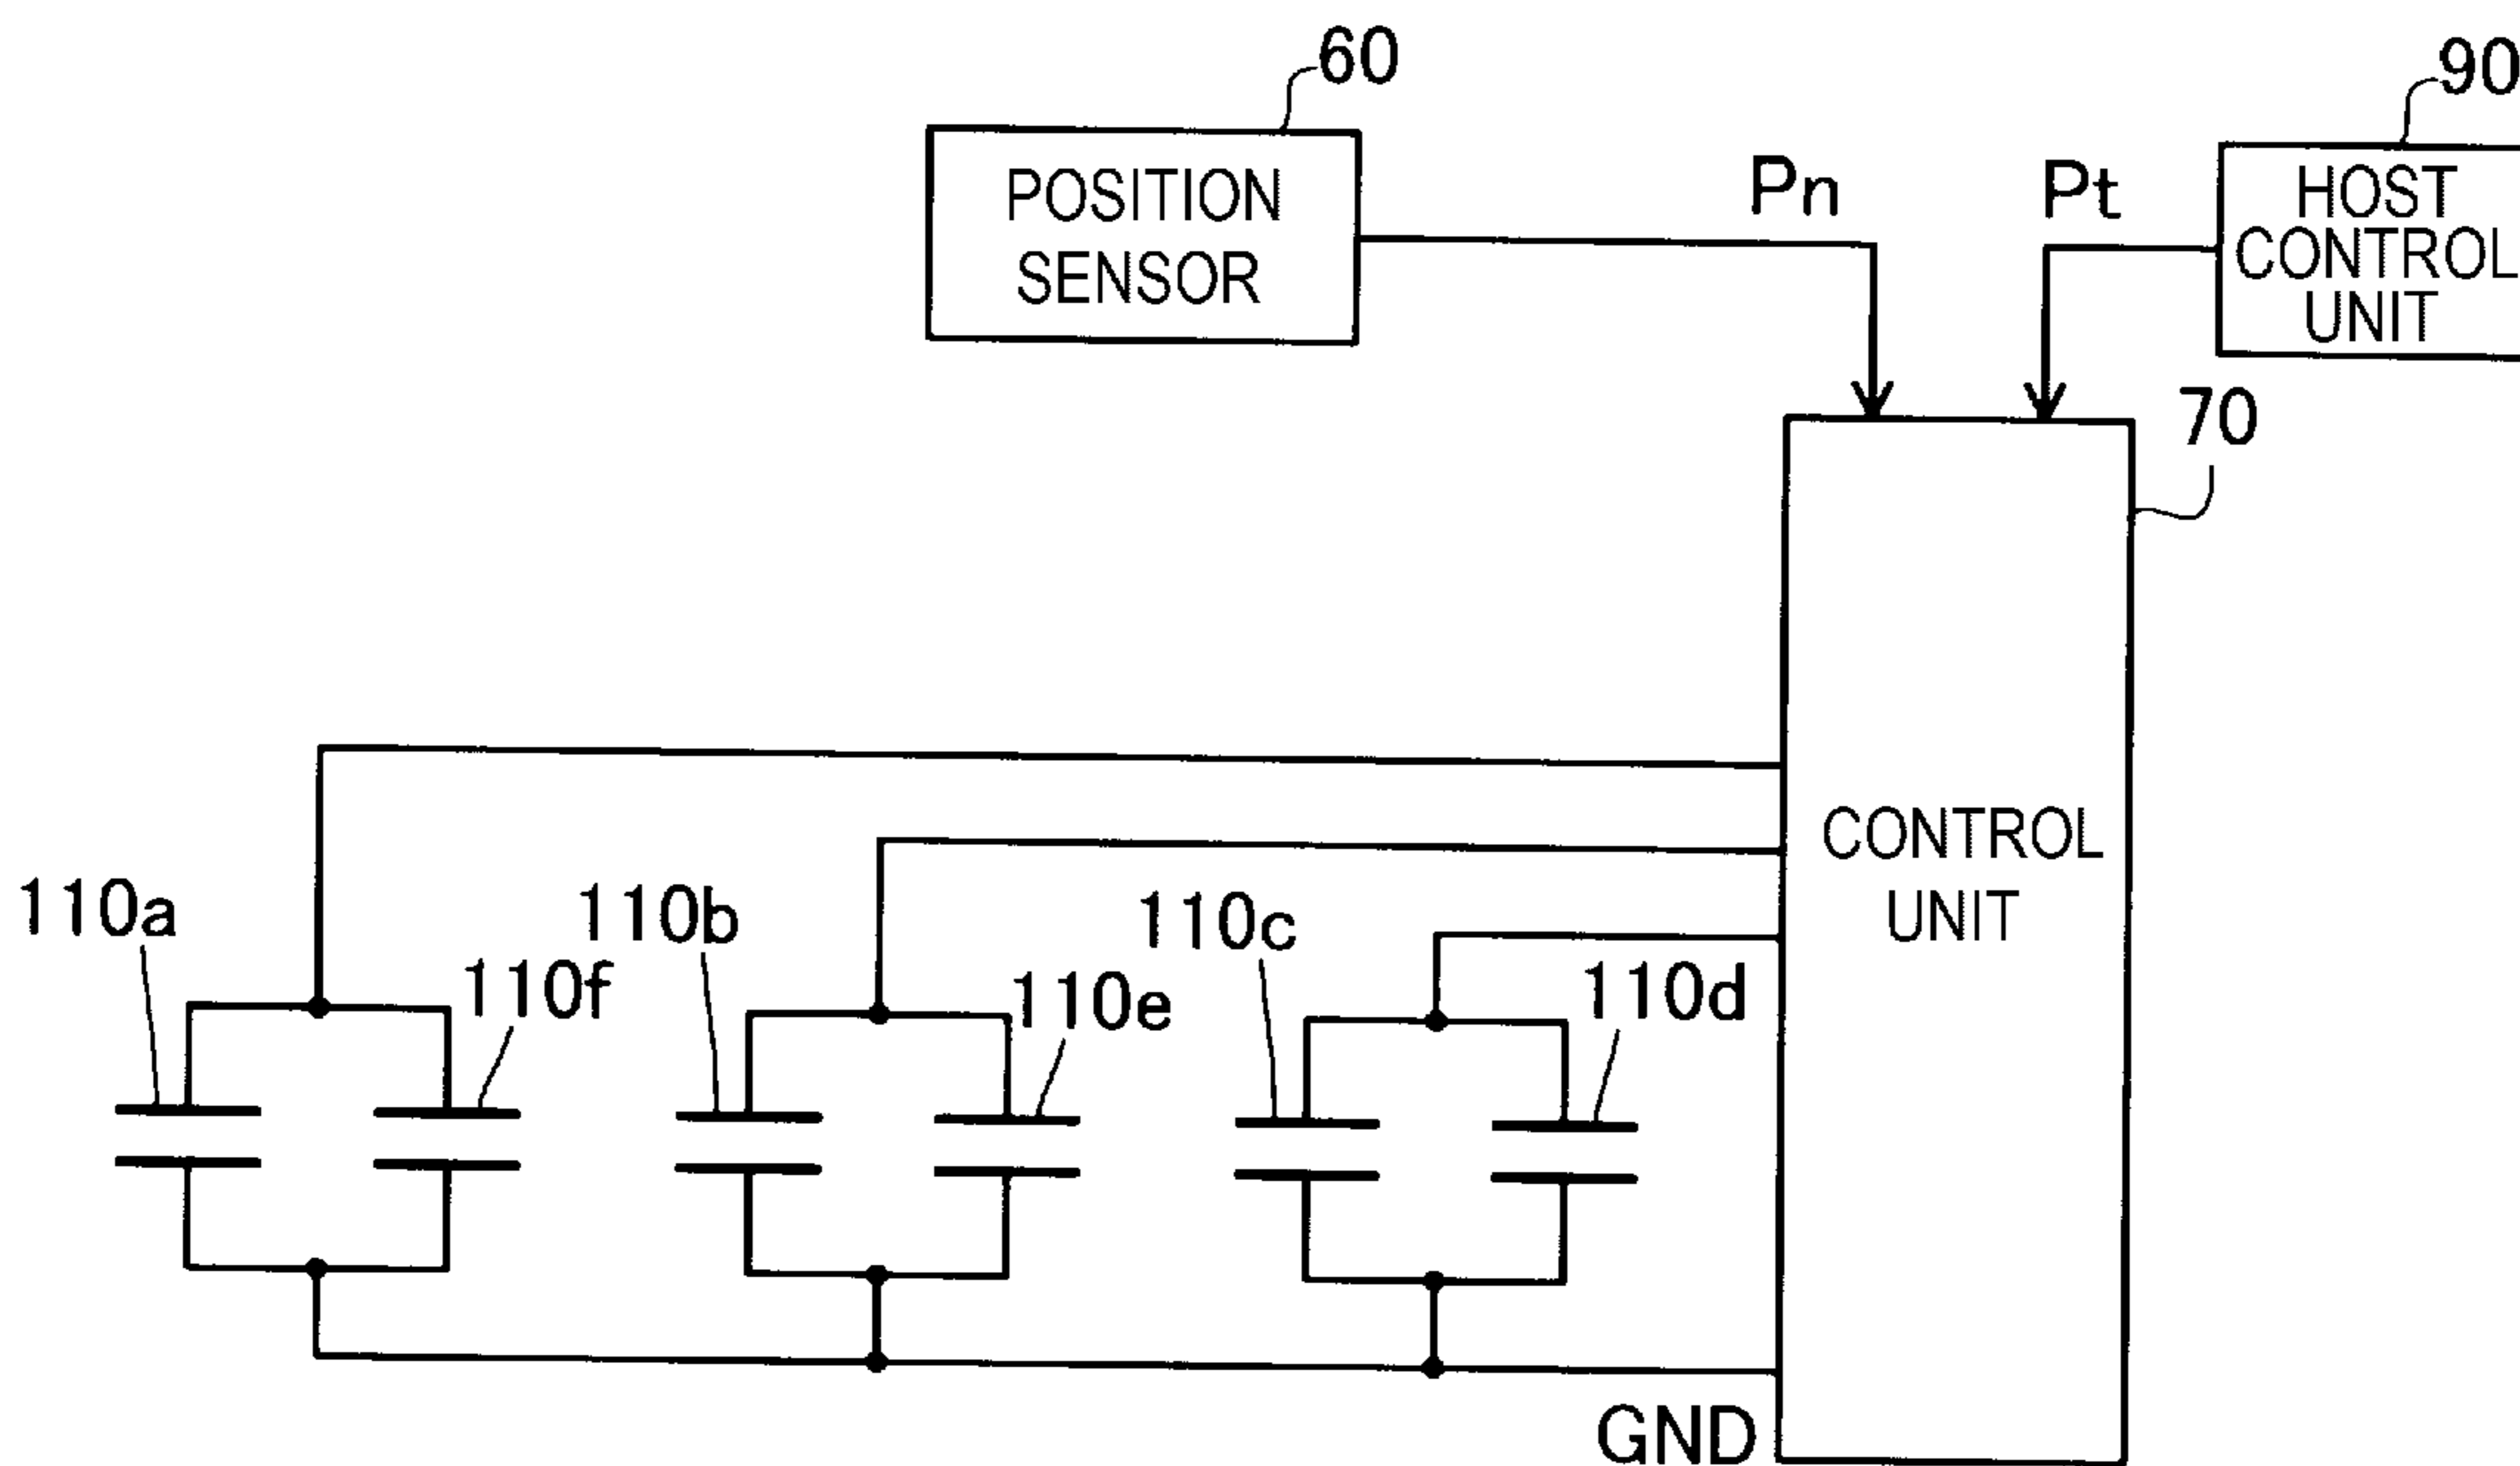 60
90
POSITION
SENSOR
Pn
Pt
HOST
CONTROL
UNIT
70
CONTROL
UNIT
110a
110f
110b
110e
110c
110d
GND